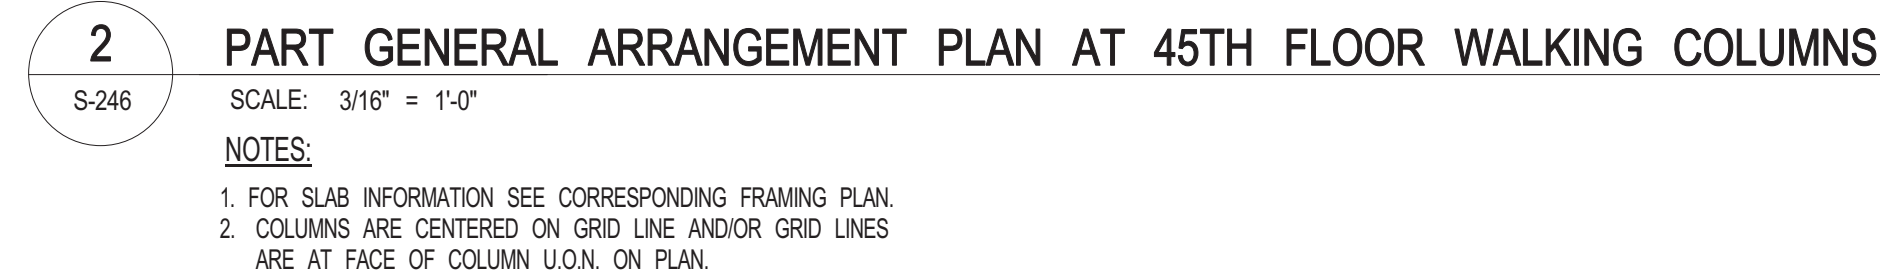 2
PART GENERAL ARRANGEMENT PLAN AT 45TH FLOOR WALKING COLUMNS
S-246
SCALE: 3/16" = 1'-0"
NOTES:
1. FOR SLAB INFORMATION SEE CORRESPONDING FRAMING PLAN.
2. COLUMNS ARE CENTERED ON GRID LINE AND/OR GRID LINES
ARE AT FACE OF COLUMN U.O.N. ON PLAN.